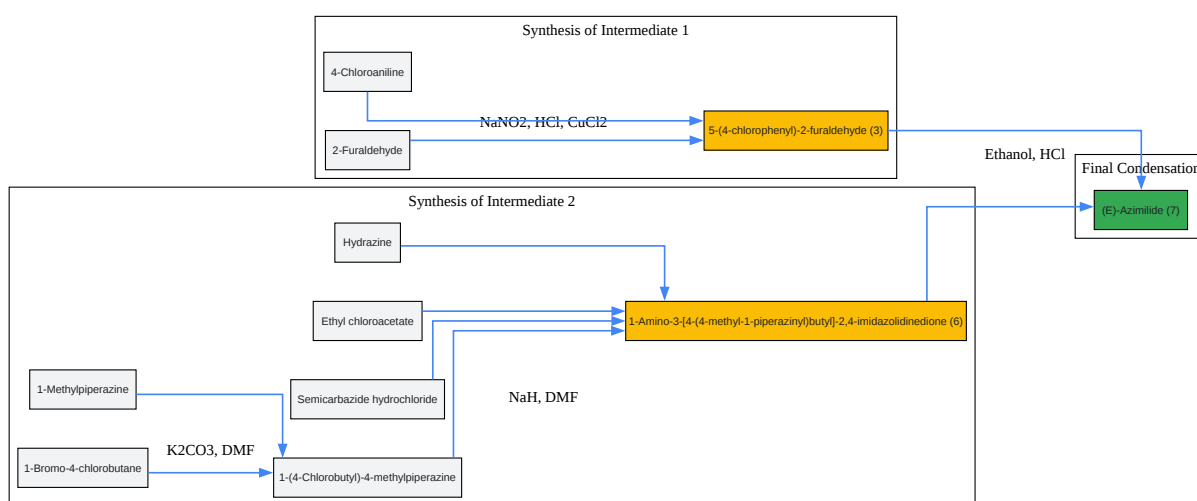 Synthesis of Intermediate 1
4-Chloroaniline
NaNO2, HCl, CuCl2
5-(4-chlorophenyl)-2-furaldehyde (3)
2-Furaldehyde
Ethanol, HCl
Final Condensation
(E)-Azimilide (7)
Synthesis of Intermediate 2
Hydrazine
Ethyl chloroacetate
1-Amino-3-[4-(4-methyl-1-piperazinyl)butyl]-2,4-imidazolidinedione (6)
1-Methylpiperazine
Semicarbazide hydrochloride
NaH, DMF
K2CO3, DMF
1-Bromo-4-chlorobutane
1-(4-Chlorobutyl)-4-methylpiperazine